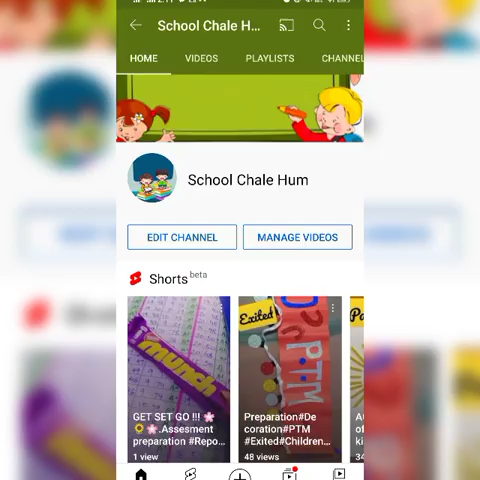 School Chale H...
HOME VIDEOS PLAYLISTS CHANNEL
School Chale Hum
EDIT CHANNEL MANAGE VIDEOS
Shorts beta
munch
GET SET GO !!! 🌸
🌻🌸.Assesment
preparation #Repo...
1 view
Exited
PTM
Preparation#De
coration#PTM
#Exited#Children...
48 views